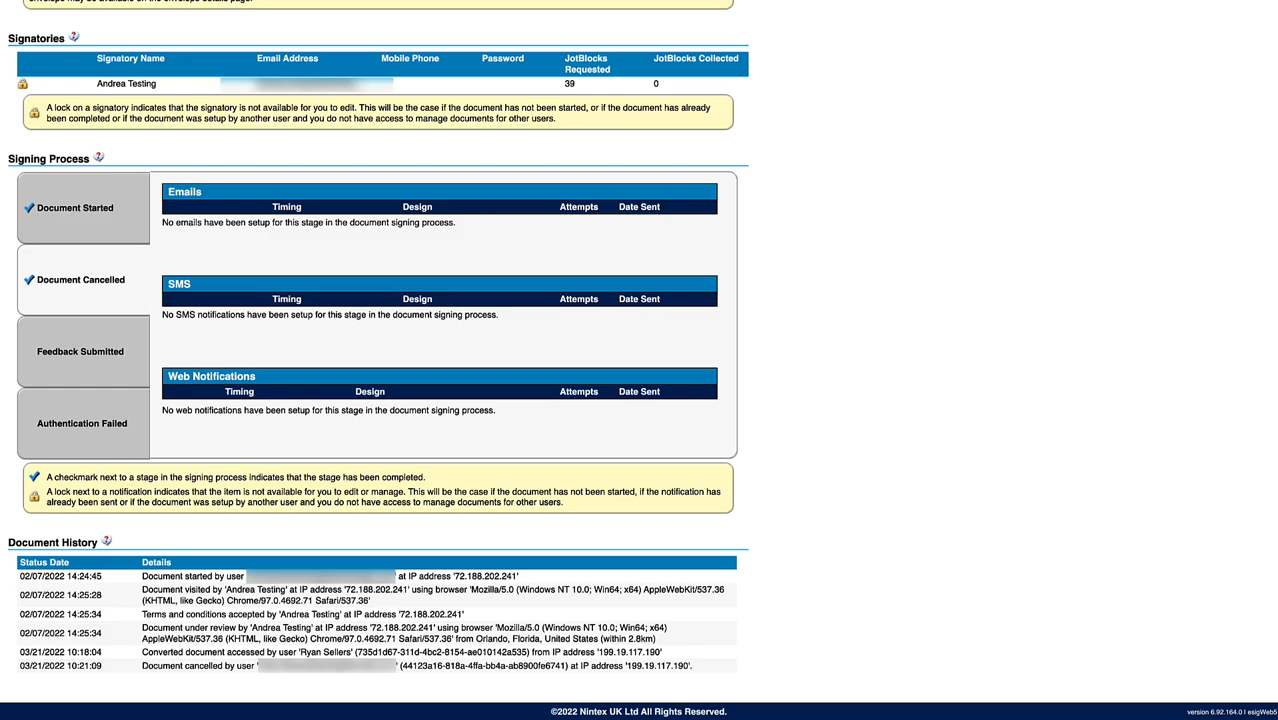 envelope may be available on the envelope details page.
Signatories
Signatory Name Email Address Mobile Phone Password JotBlocks Requested JotBlocks Collected
Andrea Testing 39 0
A lock on a signatory indicates that the signatory is not available for you to edit. This will be the case if the document has not been started, or if the document has already
been completed or if the document was setup by another user and you do not have access to manage documents for other users.
Signing Process
Document Started
Document Cancelled
Feedback Submitted
Authentication Failed
Emails
Timing Design Attempts Date Sent
No emails have been setup for this stage in the document signing process.
SMS
Timing Design Attempts Date Sent
No SMS notifications have been setup for this stage in the document signing process.
Web Notifications
Timing Design Attempts Date Sent
No web notifications have been setup for this stage in the document signing process.
A checkmark next to a stage in the signing process indicates that the stage has been completed.
A lock next to a notification indicates that the item is not available for you to edit or manage. This will be the case if the document has not been started, if the notification has
already been sent or if the document was setup by another user and you do not have access to manage documents for other users.
Document History
Status Date Details
02/07/2022 14:24:45 Document started by user at IP address '72.188.202.241'
02/07/2022 14:25:28 Document visited by 'Andrea Testing' at IP address '72.188.202.241' using browser 'Mozilla/5.0 (Windows NT 10.0; Win64; x64) AppleWebKit/537.36
(KHTML, like Gecko) Chrome/97.0.4692.71 Safari/537.36'
02/07/2022 14:25:34 Terms and conditions accepted by 'Andrea Testing' at IP address '72.188.202.241'
02/07/2022 14:25:34 Document under review by 'Andrea Testing' at IP address '72.188.202.241' using browser 'Mozilla/5.0 (Windows NT 10.0; Win64; x64)
AppleWebKit/537.36 (KHTML, like Gecko) Chrome/97.0.4692.71 Safari/537.36' from Orlando, Florida, United States (within 2.8km)
03/21/2022 10:18:04 Converted document accessed by user 'Ryan Sellers' (735d1d67-311d-4bc2-8154-ae010142a535) from IP address '199.19.117.190'
03/21/2022 10:21:09 Document cancelled by user ' (44123a16-818a-4ffa-bb4a-ab8900fe6741) at IP address '199.19.117.190'.
©2022 Nintex UK Ltd All Rights Reserved.
version 6.92.164.0 | esigWeb5